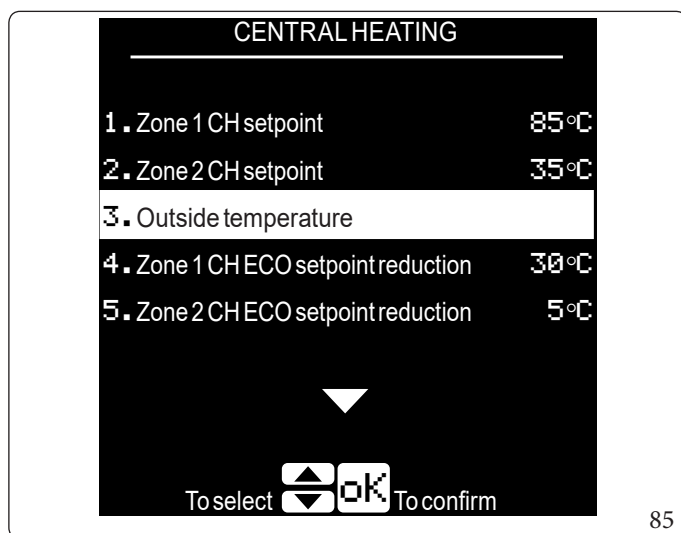 CENTRAL HEATING
1. Zone 1 CH setpoint 85°C
2. Zone 2 CH setpoint 35°C
3. Outside temperature
4. Zone 1 CH ECO setpoint reduction 30°C
5. Zone 2 CH ECO setpoint reduction 5°C
To select oK To confirm
85